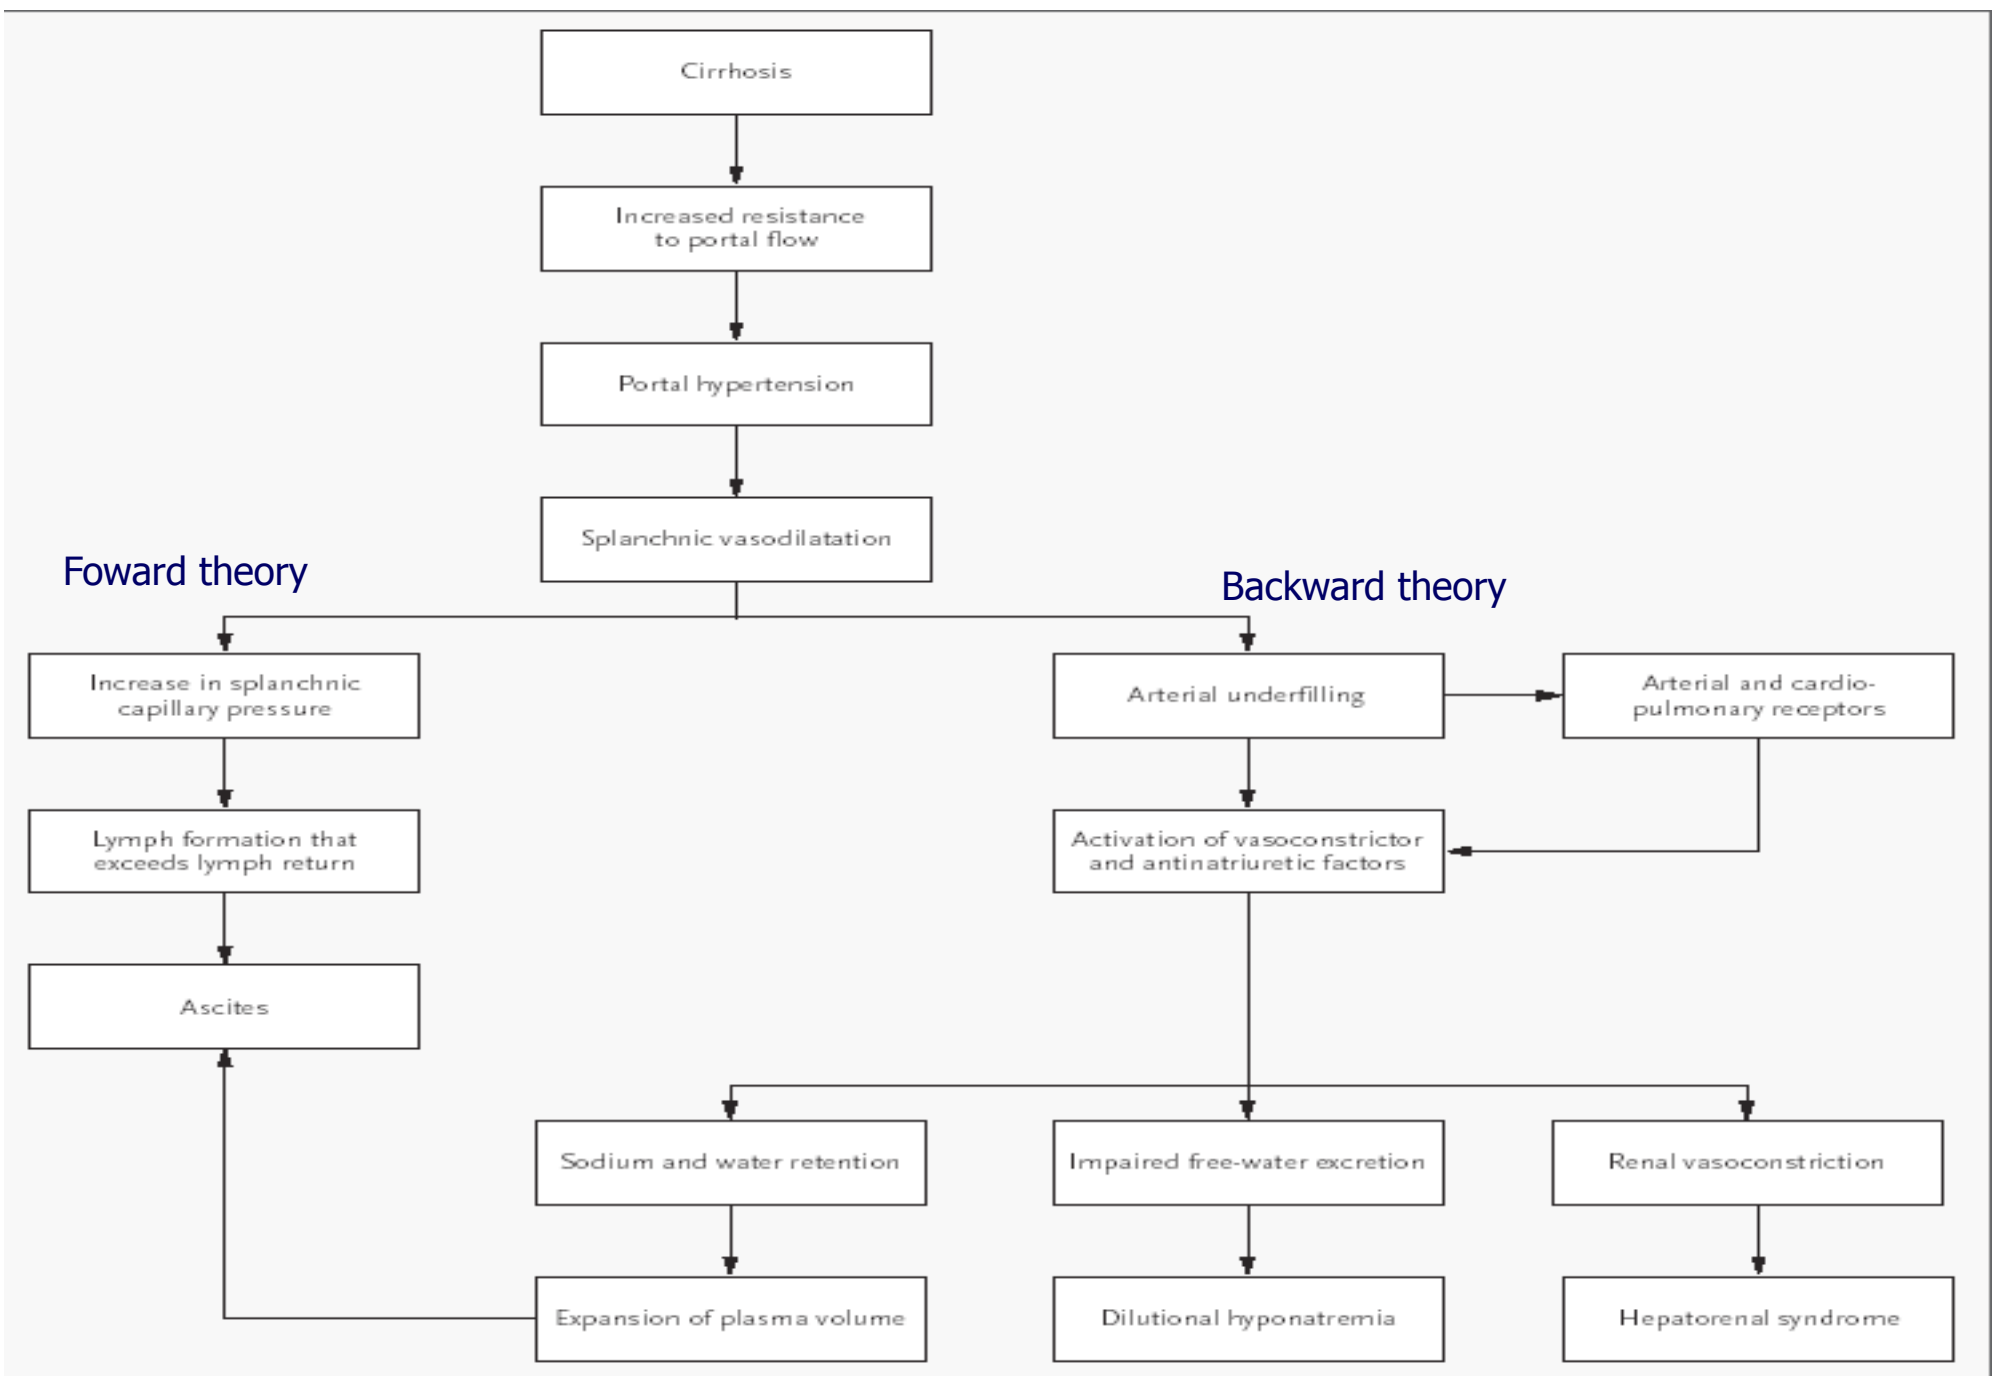 Cirrhosis
Increased resistance
to portal flow
Portal hypertension
Splanchnic vasodilatation
Foward theory
Backward theory
Increase in splanchnic
capillary pressure
Arterial underfilling
Arterial and cardio-
pulmonary receptors
Lymph formation that
exceeds lymph return
Activation of vasoconstrictor
and antinatriuretic factors
Ascites
Sodium and water retention
Impaired free-water excretion
Renal vasoconstriction
Expansion of plasma volume
Dilutional hyponatremia
Hepatorenal syndrome